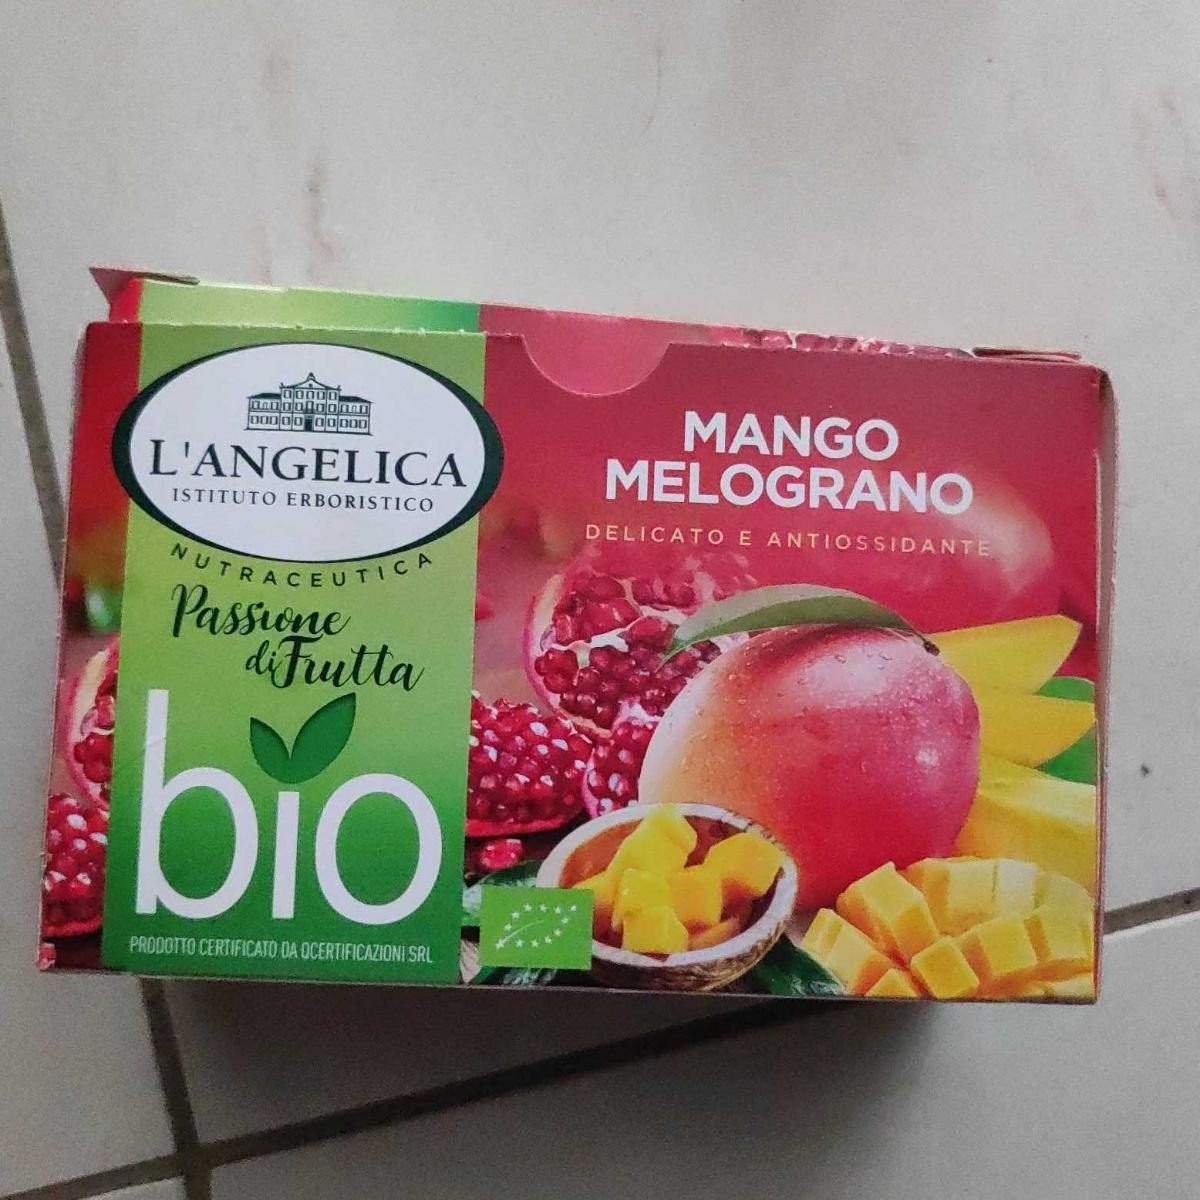 L'ANGELICA
ISTITUTO ERBORISTICO
NUTRACEUTICA
Passione
di Frutta
bio
PRODOTTO CERTIFICATO DA QCERTIFICAZIONI SRL
MANGO
MELOGRANO
DELICATO E ANTIOSSIDANTE